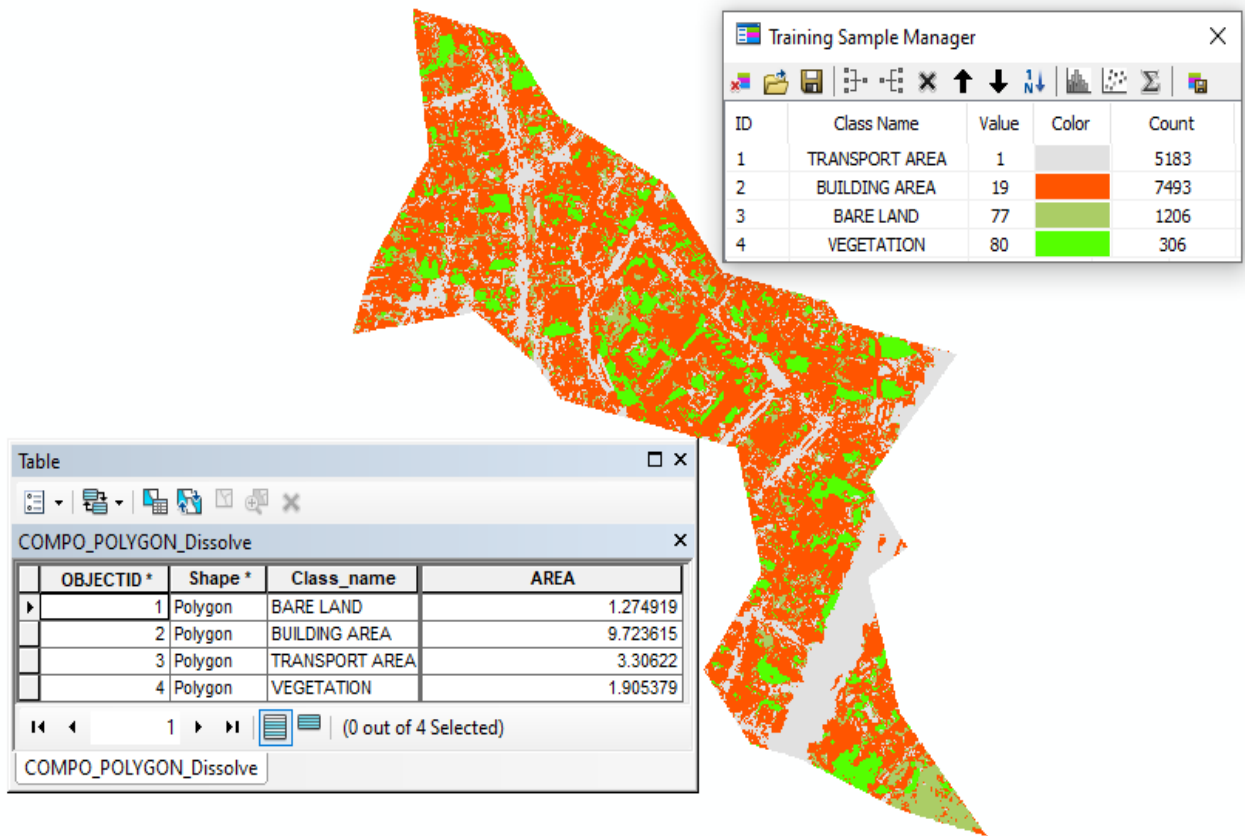 Training Sample Manager
ID Class Name Value Color Count
1 TRANSPORT AREA 1 5183
2 BUILDING AREA 19 7493
3 BARE LAND 77 1206
4 VEGETATION 80 306
Table
COMPO_POLYGON_Dissolve
OBJECTID * Shape * Class_name AREA
1 Polygon BARE LAND 1.274919
2 Polygon BUILDING AREA 9.723615
3 Polygon TRANSPORT AREA 3.30622
4 Polygon VEGETATION 1.905379
1 (0 out of 4 Selected)
COMPO_POLYGON_Dissolve